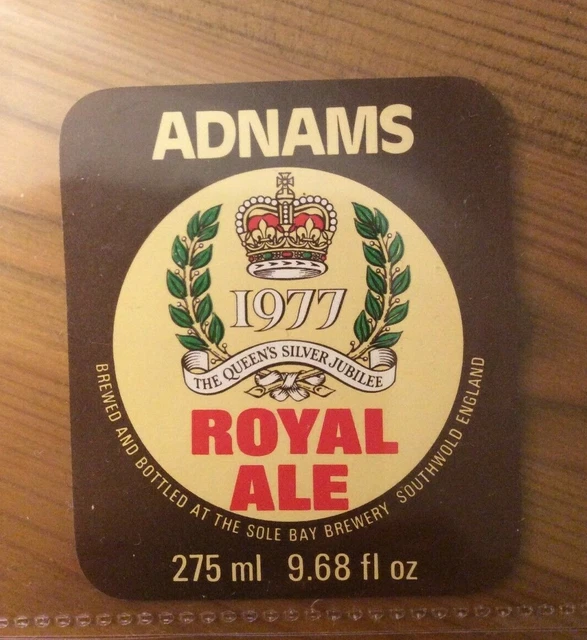 ADNAMS
1977
THE QUEEN'S SILVER JUBILEE
ROYAL
ALE
BREWED AND BOTTLED AT THE SOLE BAY BREWERY SOUTHWOLD ENGLAND
275 ml 9.68 fl oz